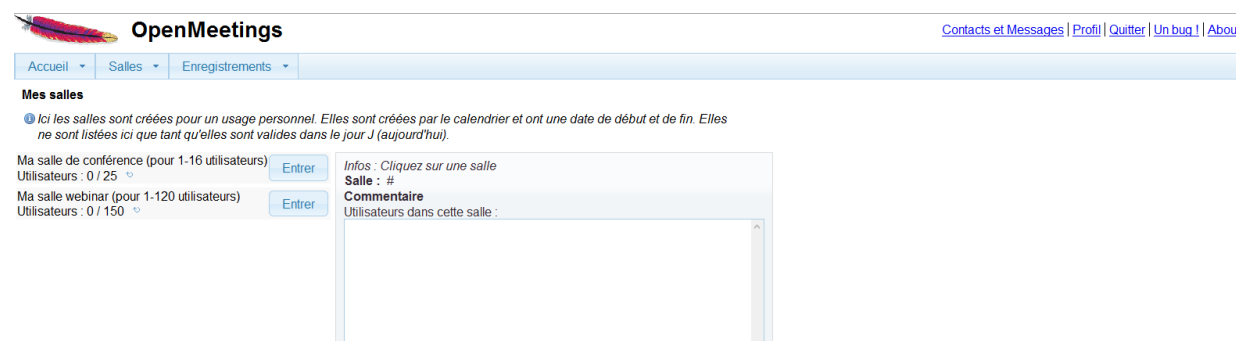 OpenMeetings
Contacts et Messages | Profil | Quitter | Un bug ! | Abou
Accueil Salles Enregistrements
Mes salles
Ici les salles sont créées pour un usage personnel. Elles sont créées par le calendrier et ont une date de début et de fin. Elles
ne sont listées ici que tant qu'elles sont valides dans le jour J (aujourd'hui).
Ma salle de conférence (pour 1-16 utilisateurs)
Utilisateurs : 0 / 25
Entrer
Ma salle webinar (pour 1-120 utilisateurs)
Utilisateurs : 0 / 150
Entrer
Infos : Cliquez sur une salle
Salle : #
Commentaire
Utilisateurs dans cette salle :